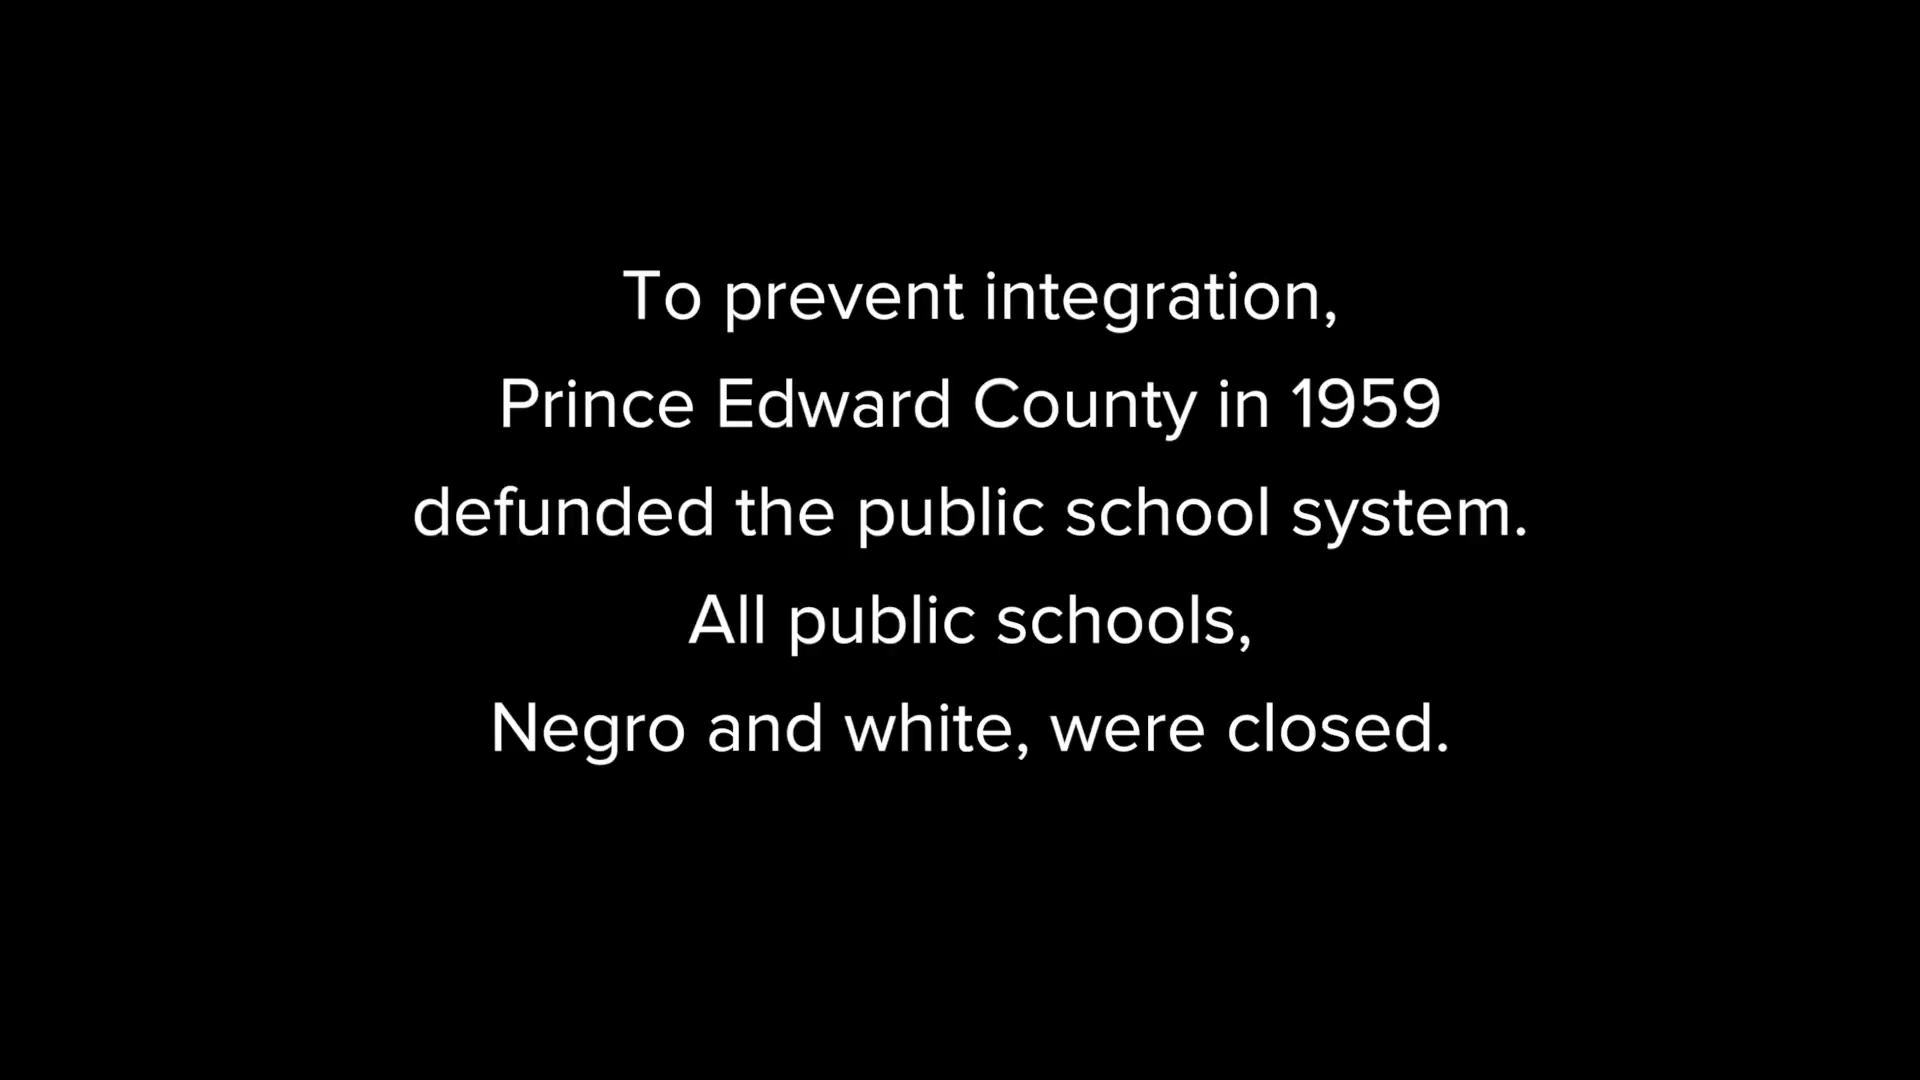 To prevent integration,
Prince Edward County in 1959
defunded the public school system.
All public schools,
Negro and white, were closed.